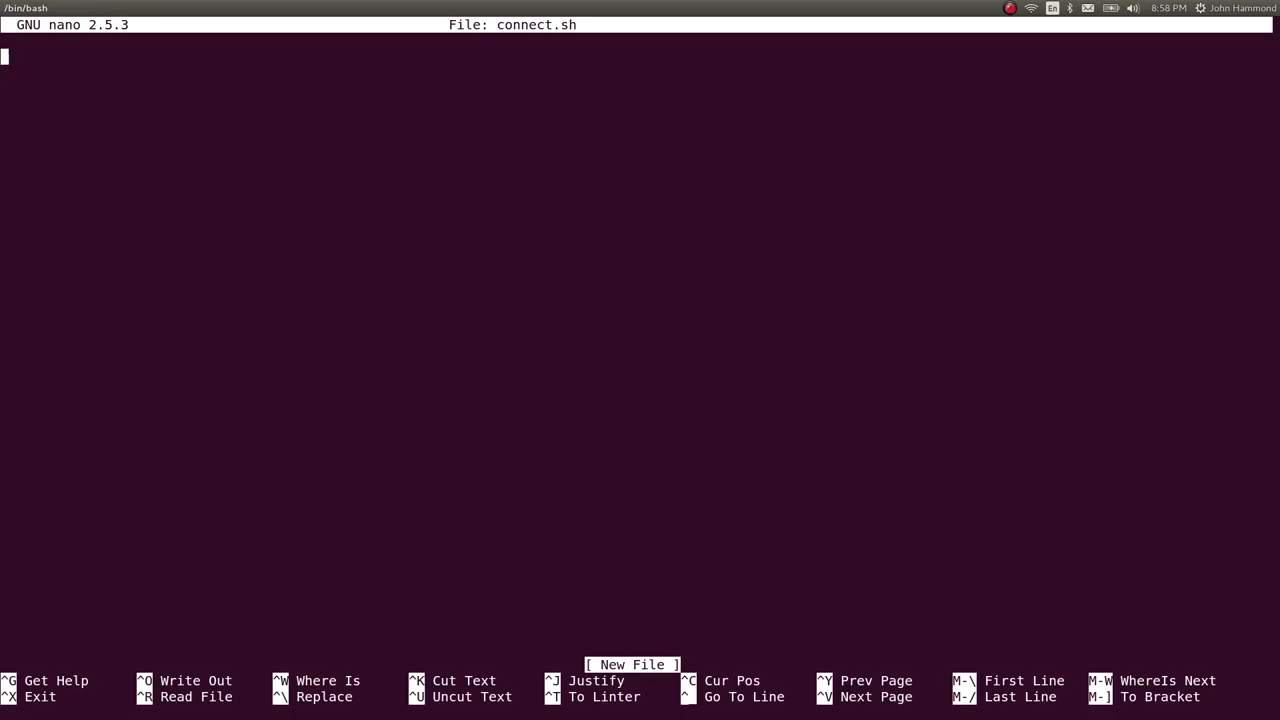 /bin/bash En 8:58 PM John Hammond
GNU nano 2.5.3 File: connect.sh
[ New File ]
^G Get Help ^O Write Out ^W Where Is ^K Cut Text ^J Justify ^C Cur Pos ^Y Prev Page M-\ First Line M-W WhereIs Next
^X Exit ^R Read File ^\ Replace ^U Uncut Text ^T To Linter ^_ Go To Line ^V Next Page M-/ Last Line M-] To Bracket